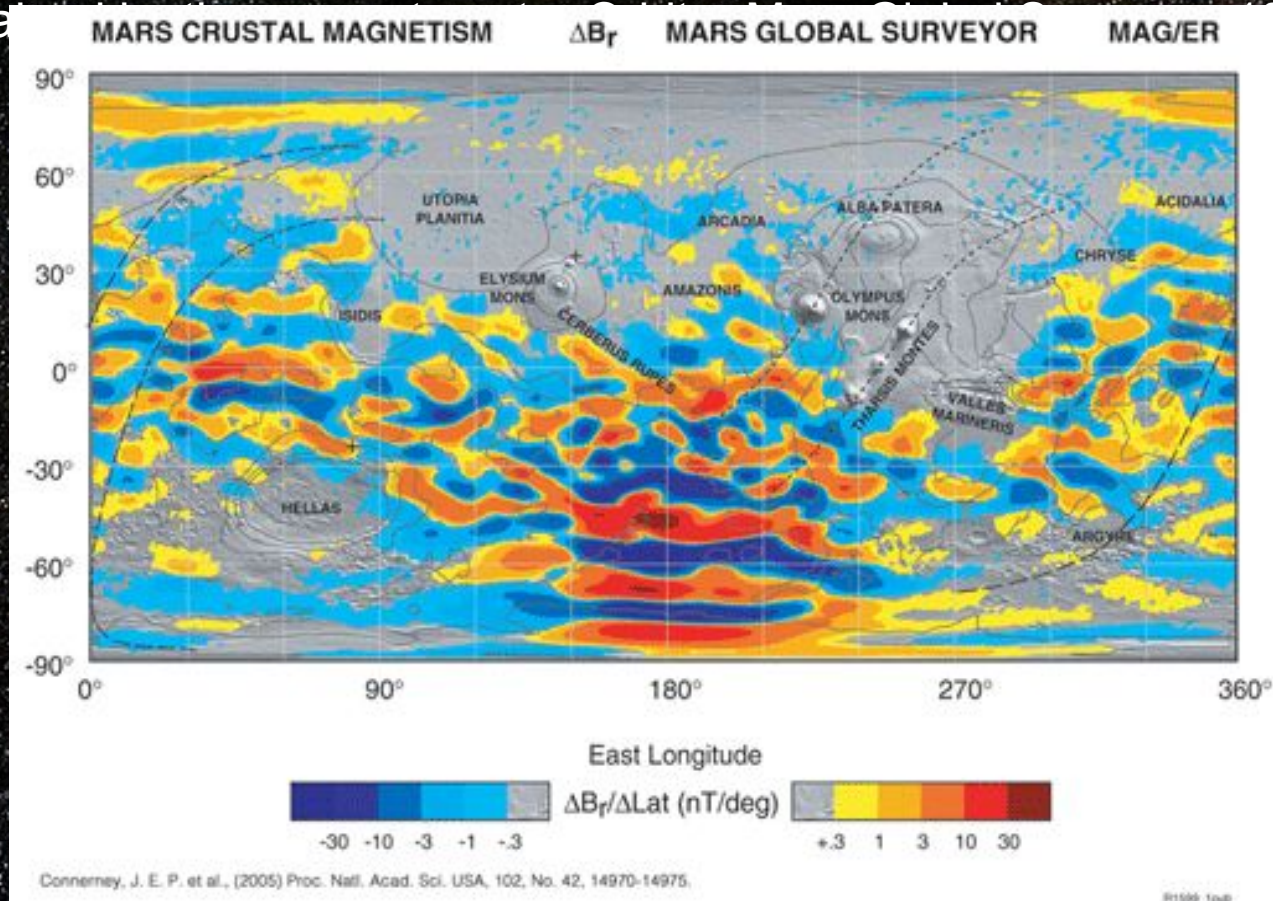 MARS CRUSTAL MAGNETISM ΔBr MARS GLOBAL SURVEYOR MAG/ER
90°
60°
30°
0°
-30°
-60°
-90°
0° 90° 180° 270° 360°
UTOPIA
PLANITIA
ARCADIA
ALBA PATERA
ACIDALIA
CHRYSE
ELYSIUM
MONS
AMAZONIS
OLYMPUS
MONS
ISIDIS
CERBERUS RUPES
THARSIS MONTES
VALLES
MARINERIS
HELLAS
ARGYRE
East Longitude
ΔBr/ΔLat (nT/deg)
-30 -10 -3 -1 -.3
+.3 1 3 10 30
Connerney, J. E. P. et al., (2005) Proc. Natl. Acad. Sci. USA, 102, No. 42, 14970-14975.